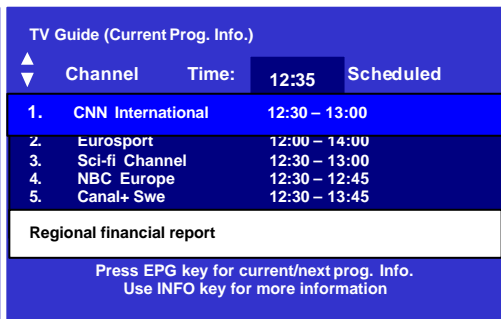 TV Guide (Current Prog. Info.)
Channel Time: 12:35 Scheduled
1. CNN International 12:30 – 13:00
2. Eurosport 12:00 – 14:00
3. Sci-fi Channel 12:30 – 13:00
4. NBC Europe 12:30 – 12:45
5. Canal+ Swe 12:30 – 13:45
Regional financial report
Press EPG key for current/next prog. Info.
Use INFO key for more information